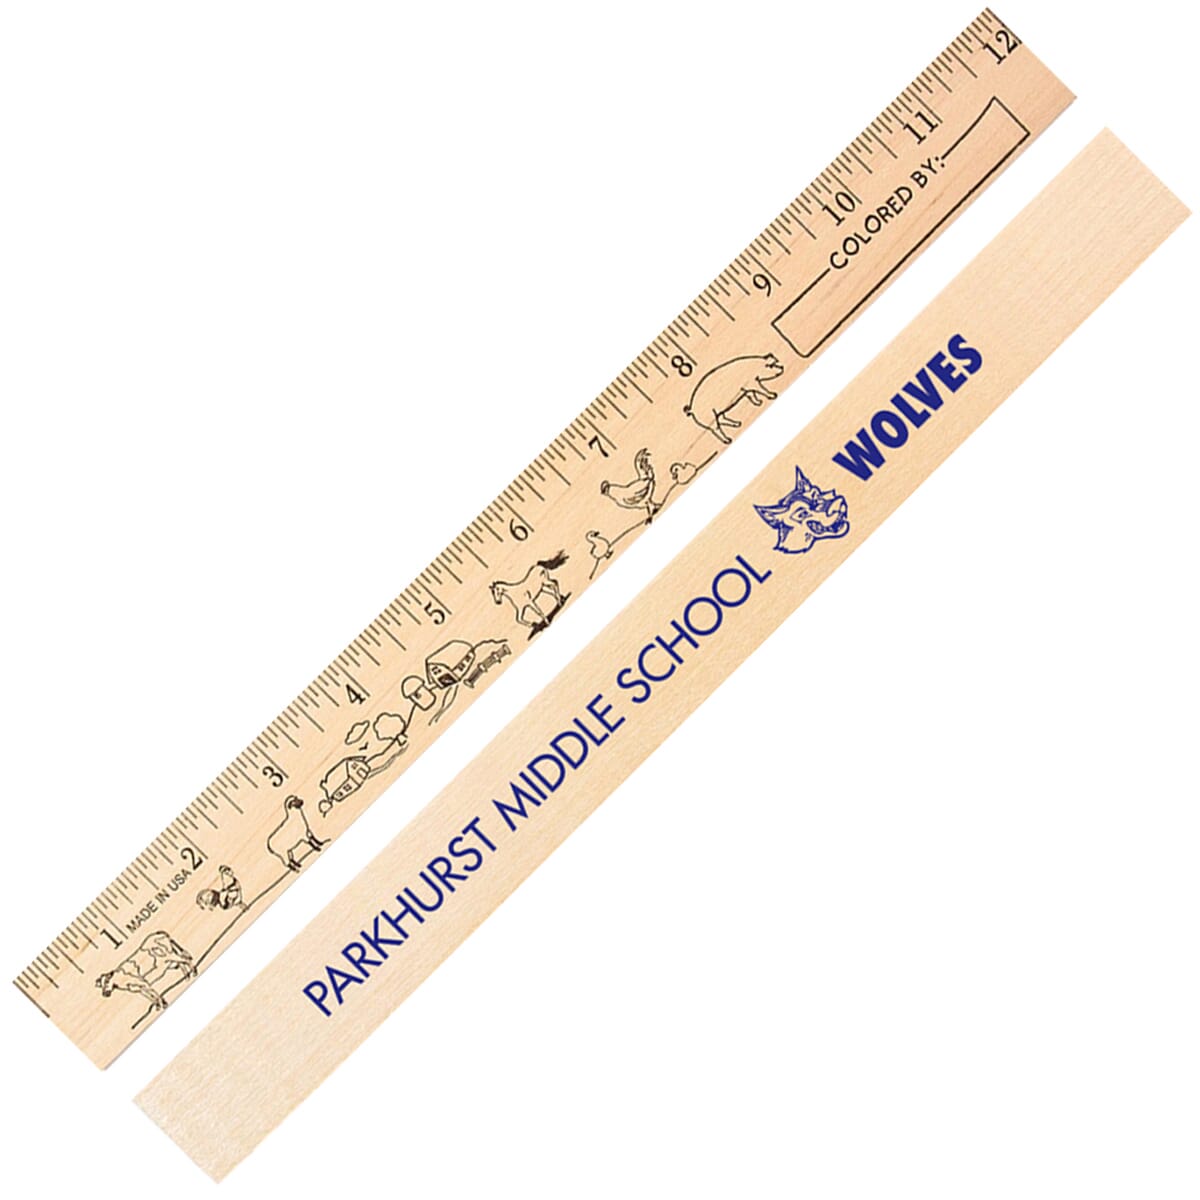 1 2 3 4 5 6 7 8 9 10 11 12
MADE IN USA
COLORED BY:
PARKHURST MIDDLE SCHOOL WOLVES